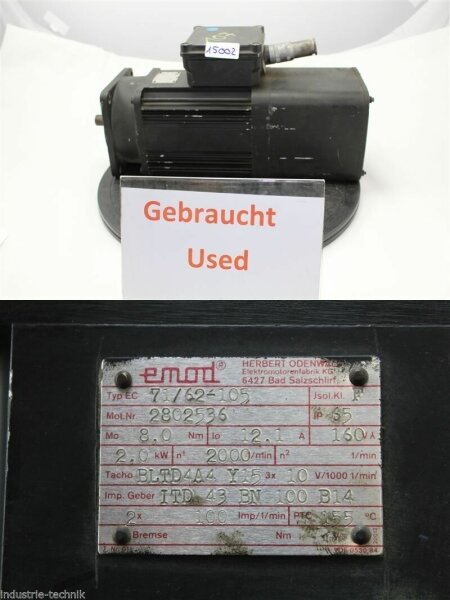 15002
Gebraucht
Used
emod ®
HERBERT
Elektromotorenfabrik KG
6427 Bad Salzschlirf
Typ EC 71/62-105 Isol.Kl. F
Mot.Nr. 2802536 IP 65
Mo 8.0 Nm Io 12.1 A 160 V
2.0 kW n¹ 2000/min n² 1/min
Tacho BLTD4A4 Y15 3x 10 V/1000 1/min
Imp. Geber ITD 43 BN 100 B14
2x 100 Imp/1/min PTC 155 °C
Bremse Nm
industrie-technik